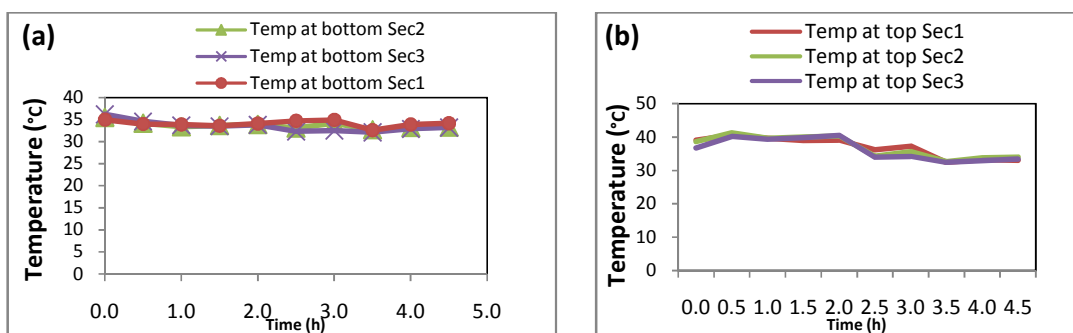 (a)
Temp at bottom Sec2
Temp at bottom Sec3
Temp at bottom Sec1
Temperature (°c)
40
35
30
25
20
15
10
5
0
0.0 1.0 2.0 3.0 4.0 5.0
Time (h)
(b)
Temp at top Sec1
Temp at top Sec2
Temp at top Sec3
Temperature (°c)
50
40
30
20
10
0
0.0 0.5 1.0 1.5 2.0 2.5 3.0 3.5 4.0 4.5
Time (h)